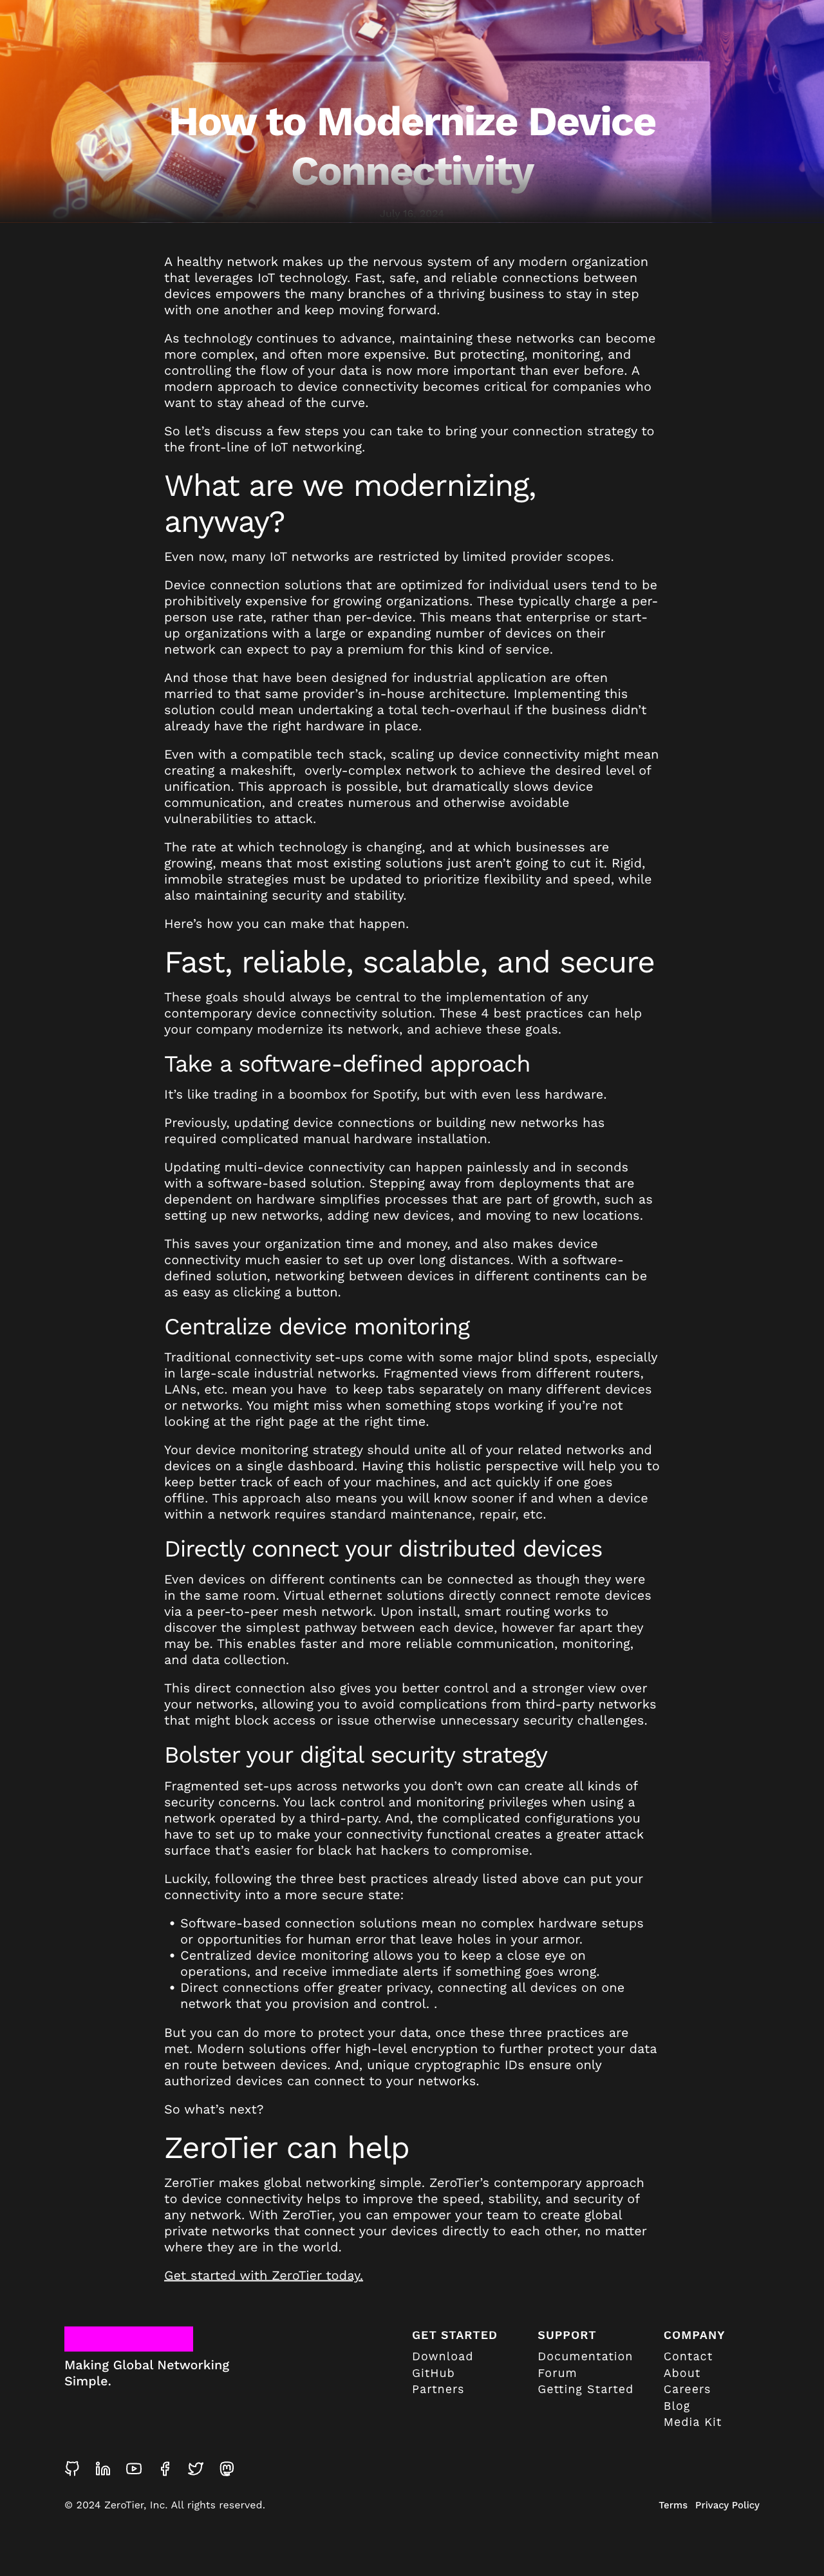 How to Modernize Device
Connectivity
July 16, 2024
A healthy network makes up the nervous system of any modern organization
that leverages IoT technology. Fast, safe, and reliable connections between
devices empowers the many branches of a thriving business to stay in step
with one another and keep moving forward.
As technology continues to advance, maintaining these networks can become
more complex, and often more expensive. But protecting, monitoring, and
controlling the flow of your data is now more important than ever before. A
modern approach to device connectivity becomes critical for companies who
want to stay ahead of the curve.
So let’s discuss a few steps you can take to bring your connection strategy to
the front-line of IoT networking.
What are we modernizing,
anyway?
Even now, many IoT networks are restricted by limited provider scopes.
Device connection solutions that are optimized for individual users tend to be
prohibitively expensive for growing organizations. These typically charge a per-
person use rate, rather than per-device. This means that enterprise or start-
up organizations with a large or expanding number of devices on their
network can expect to pay a premium for this kind of service.
And those that have been designed for industrial application are often
married to that same provider’s in-house architecture. Implementing this
solution could mean undertaking a total tech-overhaul if the business didn’t
already have the right hardware in place.
Even with a compatible tech stack, scaling up device connectivity might mean
creating a makeshift,  overly-complex network to achieve the desired level of
unification. This approach is possible, but dramatically slows device
communication, and creates numerous and otherwise avoidable
vulnerabilities to attack.
The rate at which technology is changing, and at which businesses are
growing, means that most existing solutions just aren’t going to cut it. Rigid,
immobile strategies must be updated to prioritize flexibility and speed, while
also maintaining security and stability.
Here’s how you can make that happen.
Fast, reliable, scalable, and secure
These goals should always be central to the implementation of any
contemporary device connectivity solution. These 4 best practices can help
your company modernize its network, and achieve these goals.
Take a software-defined approach
It’s like trading in a boombox for Spotify, but with even less hardware.
Previously, updating device connections or building new networks has
required complicated manual hardware installation.
Updating multi-device connectivity can happen painlessly and in seconds
with a software-based solution. Stepping away from deployments that are
dependent on hardware simplifies processes that are part of growth, such as
setting up new networks, adding new devices, and moving to new locations.
This saves your organization time and money, and also makes device
connectivity much easier to set up over long distances. With a software-
defined solution, networking between devices in different continents can be
as easy as clicking a button.
Centralize device monitoring
Traditional connectivity set-ups come with some major blind spots, especially
in large-scale industrial networks. Fragmented views from different routers,
LANs, etc. mean you have  to keep tabs separately on many different devices
or networks. You might miss when something stops working if you’re not
looking at the right page at the right time.
Your device monitoring strategy should unite all of your related networks and
devices on a single dashboard. Having this holistic perspective will help you to
keep better track of each of your machines, and act quickly if one goes
offline. This approach also means you will know sooner if and when a device
within a network requires standard maintenance, repair, etc.
Directly connect your distributed devices
Even devices on different continents can be connected as though they were
in the same room. Virtual ethernet solutions directly connect remote devices
via a peer-to-peer mesh network. Upon install, smart routing works to
discover the simplest pathway between each device, however far apart they
may be. This enables faster and more reliable communication, monitoring,
and data collection.
This direct connection also gives you better control and a stronger view over
your networks, allowing you to avoid complications from third-party networks
that might block access or issue otherwise unnecessary security challenges.
Bolster your digital security strategy
Fragmented set-ups across networks you don’t own can create all kinds of
security concerns. You lack control and monitoring privileges when using a
network operated by a third-party. And, the complicated configurations you
have to set up to make your connectivity functional creates a greater attack
surface that’s easier for black hat hackers to compromise.
Luckily, following the three best practices already listed above can put your
connectivity into a more secure state:
• Software-based connection solutions mean no complex hardware setups
or opportunities for human error that leave holes in your armor.
• Centralized device monitoring allows you to keep a close eye on
operations, and receive immediate alerts if something goes wrong.
• Direct connections offer greater privacy, connecting all devices on one
network that you provision and control. .
But you can do more to protect your data, once these three practices are
met. Modern solutions offer high-level encryption to further protect your data
en route between devices. And, unique cryptographic IDs ensure only
authorized devices can connect to your networks.
So what’s next?
ZeroTier can help
ZeroTier makes global networking simple. ZeroTier’s contemporary approach
to device connectivity helps to improve the speed, stability, and security of
any network. With ZeroTier, you can empower your team to create global
private networks that connect your devices directly to each other, no matter
where they are in the world.
Get started with ZeroTier today.
Making Global Networking
Simple.
GET STARTED
Download
GitHub
Partners
SUPPORT
Documentation
Forum
Getting Started
COMPANY
Contact
About
Careers
Blog
Media Kit
© 2024 ZeroTier, Inc. All rights reserved.
Terms Privacy Policy